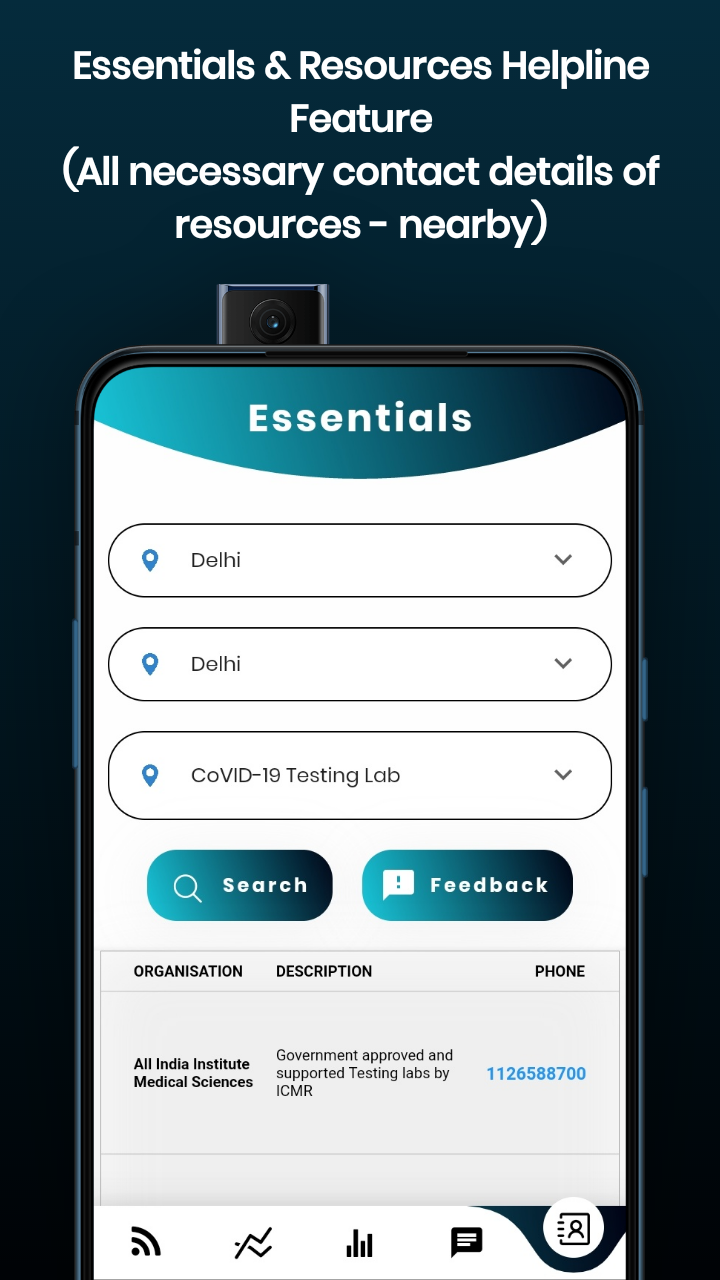 Essentials & Resources Helpline
Feature
(All necessary contact details of
resources - nearby)
Essentials
Delhi
Delhi
CoVID-19 Testing Lab
Search
Feedback
ORGANISATION DESCRIPTION PHONE
All India Institute
Medical Sciences
Government approved and
supported Testing labs by
ICMR
1126588700